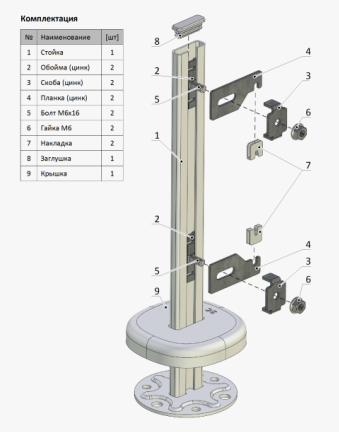 Комплектация
№ Наименование [шт]
1 Стойка 1
2 Обойма (цинк) 2
3 Скоба (цинк) 2
4 Планка (цинк) 2
5 Болт М6х16 2
6 Гайка М6 2
7 Накладка 2
8 Заглушка 1
9 Крышка 1
8
4
2
3
5
6
1
7
2
4
5
3
6
9